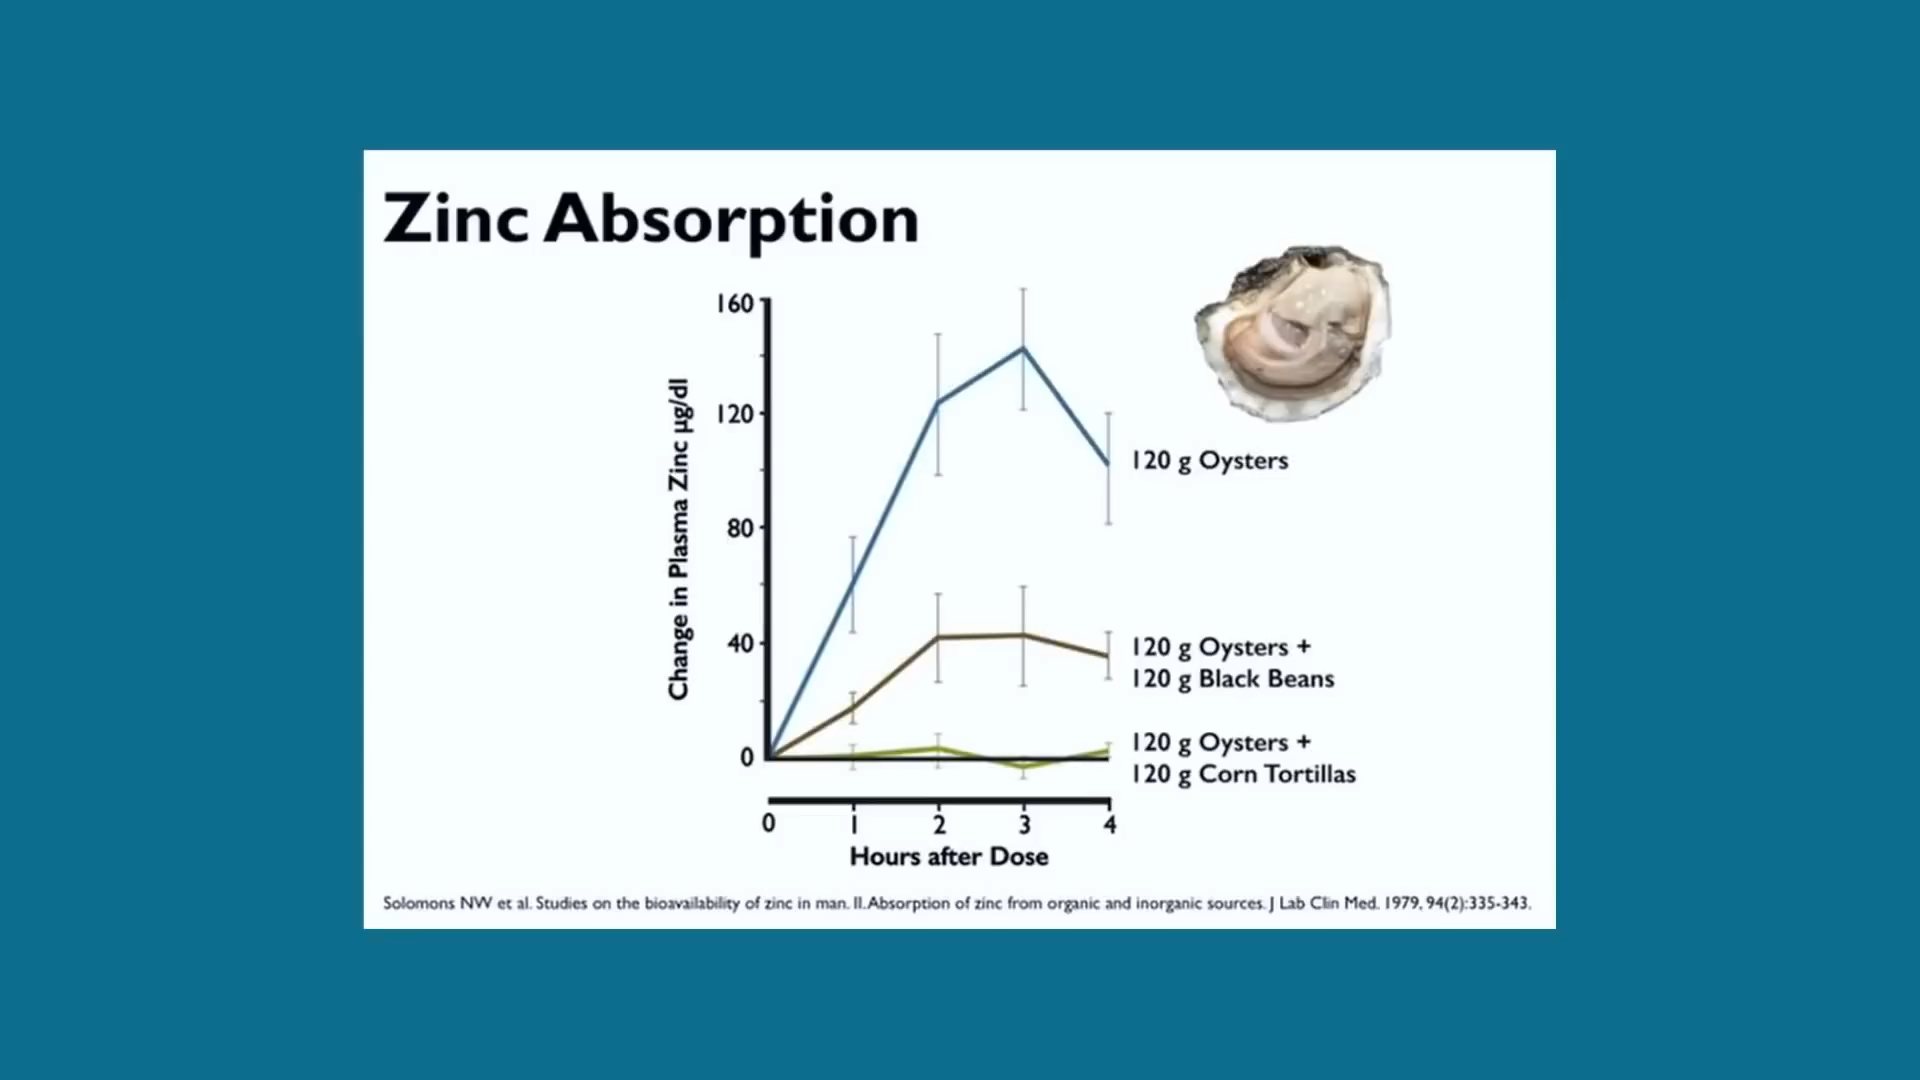 Zinc Absorption
160
120
80
40
0
Change in Plasma Zinc µg/dl
120 g Oysters
120 g Oysters +
120 g Black Beans
120 g Oysters +
120 g Corn Tortillas
0 1 2 3 4
Hours after Dose
Solomons NW et al. Studies on the bioavailability of zinc in man. II. Absorption of zinc from organic and inorganic sources. J Lab Clin Med. 1979, 94(2):335-343.